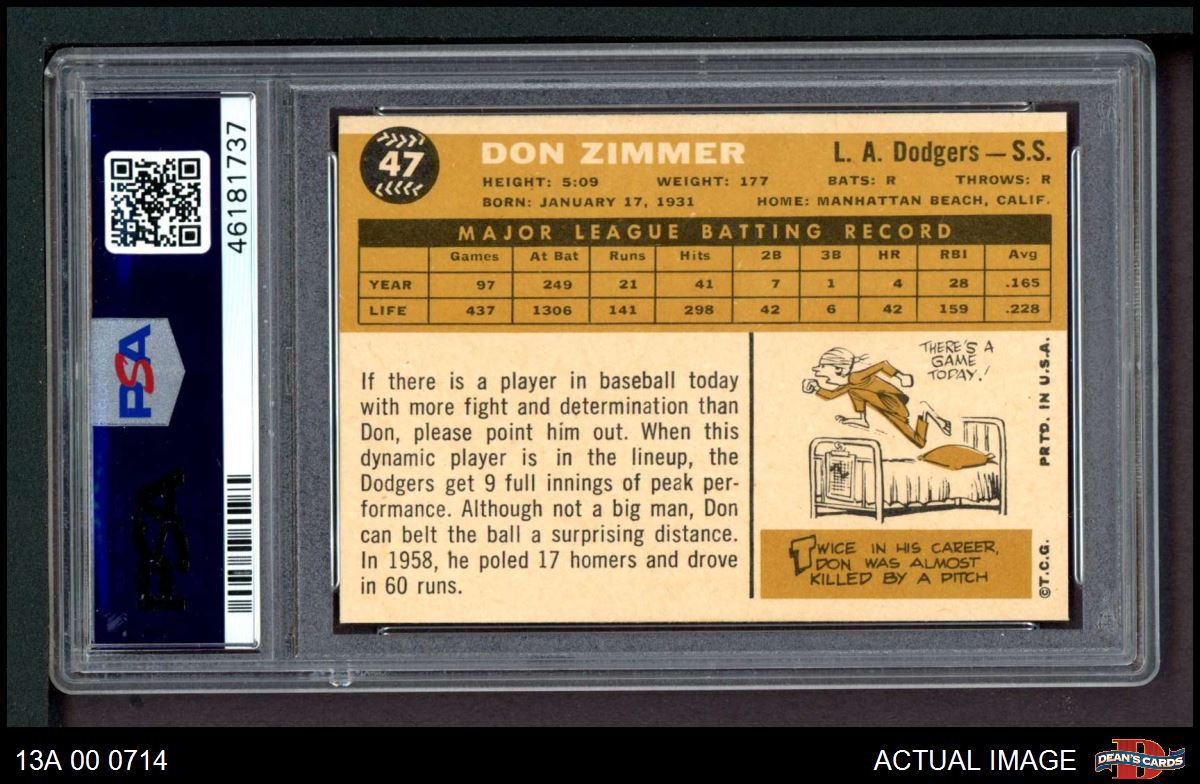 47
DON ZIMMER
L. A. Dodgers — S.S.
HEIGHT: 5:09 WEIGHT: 177 BATS: R THROWS: R
BORN: JANUARY 17, 1931 HOME: MANHATTAN BEACH, CALIF.
MAJOR LEAGUE BATTING RECORD
Games At Bat Runs Hits 2B 3B HR RBI Avg
YEAR 97 249 21 41 7 1 4 28 .165
LIFE 437 1306 141 298 42 6 42 159 .228
If there is a player in baseball today
with more fight and determination than
Don, please point him out. When this
dynamic player is in the lineup, the
Dodgers get 9 full innings of peak per-
formance. Although not a big man, Don
can belt the ball a surprising distance.
In 1958, he poled 17 homers and drove
in 60 runs.
THERE'S A
GAME
TODAY!
TWICE IN HIS CAREER,
DON WAS ALMOST
KILLED BY A PITCH
©T.C.G. PRTD. IN U.S.A.
46181737
PSA
PSA
13A 00 0714
ACTUAL IMAGE
D
DEAN'S CARDS